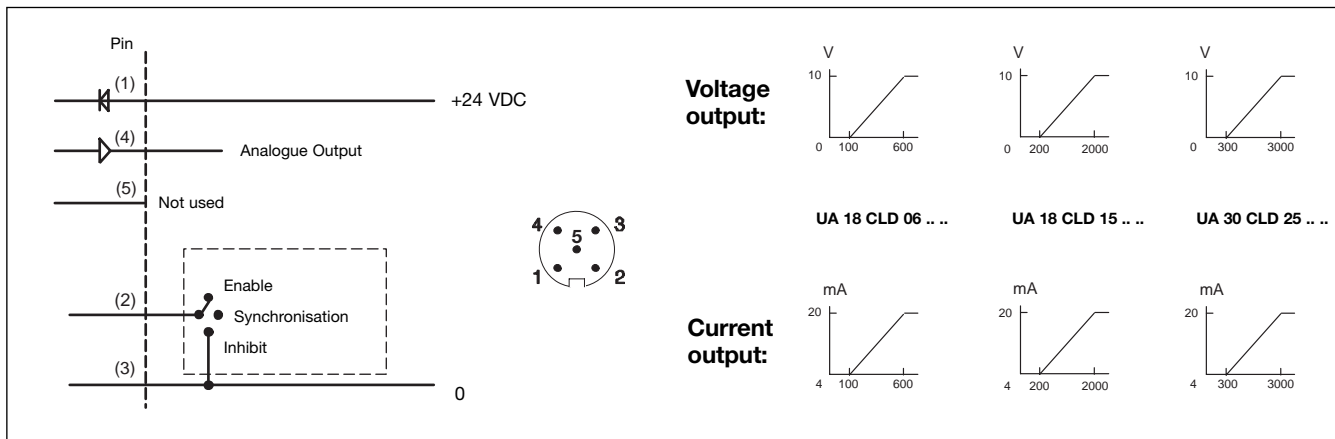 Pin
(1)
+24 VDC
(4)
Analogue Output
(5)
Not used
(2)
Enable
Synchronisation
Inhibit
(3)
0
4 3
5
1 2
Voltage
output:
V
10
0 100 600
V
10
0 200 2000
V
10
0 300 3000
UA 18 CLD 06 .. ..
UA 18 CLD 15 .. ..
UA 30 CLD 25 .. ..
Current
output:
mA
20
4 100 600
mA
20
4 200 2000
mA
20
4 300 3000